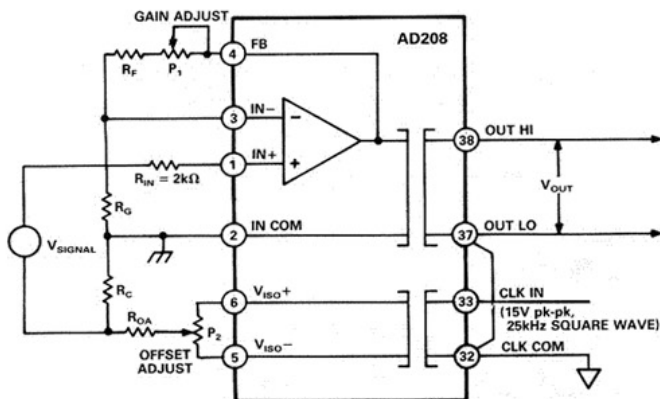 GAIN ADJUST
AD208
4 FB
RF P1
3 IN−
−
38 OUT HI
1 IN+
+
RIN = 2kΩ
VOUT
RG
2 IN COM
37 OUT LO
VSIGNAL
RC
6 VISO+
33 CLK IN
(15V pk-pk,
25kHz SQUARE WAVE)
ROA
P2
OFFSET
ADJUST
5 VISO−
32 CLK COM